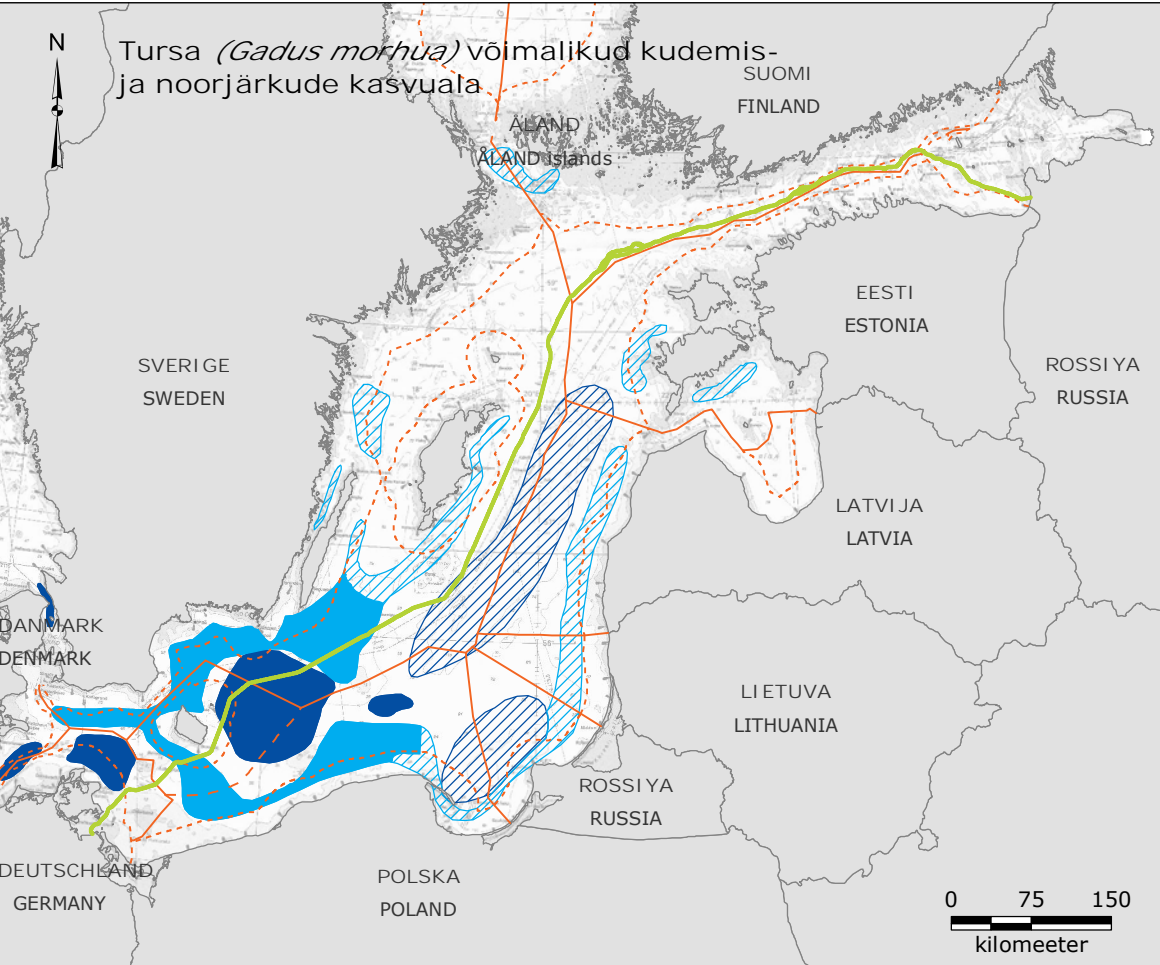 N
Tursa (Gadus morhua) võimalikud kudemis-
ja noorjärkude kasvuala
SUOMI
FINLAND
ÅLAND
ÅLAND islands
EESTI
ESTONIA
SVERIGE
SWEDEN
ROSSIYA
RUSSIA
LATVIJA
LATVIA
DANMARK
DENMARK
LIETUVA
LITHUANIA
ROSSIYA
RUSSIA
DEUTSCHLAND
GERMANY
POLSKA
POLAND
0 75 150
kilomeeter